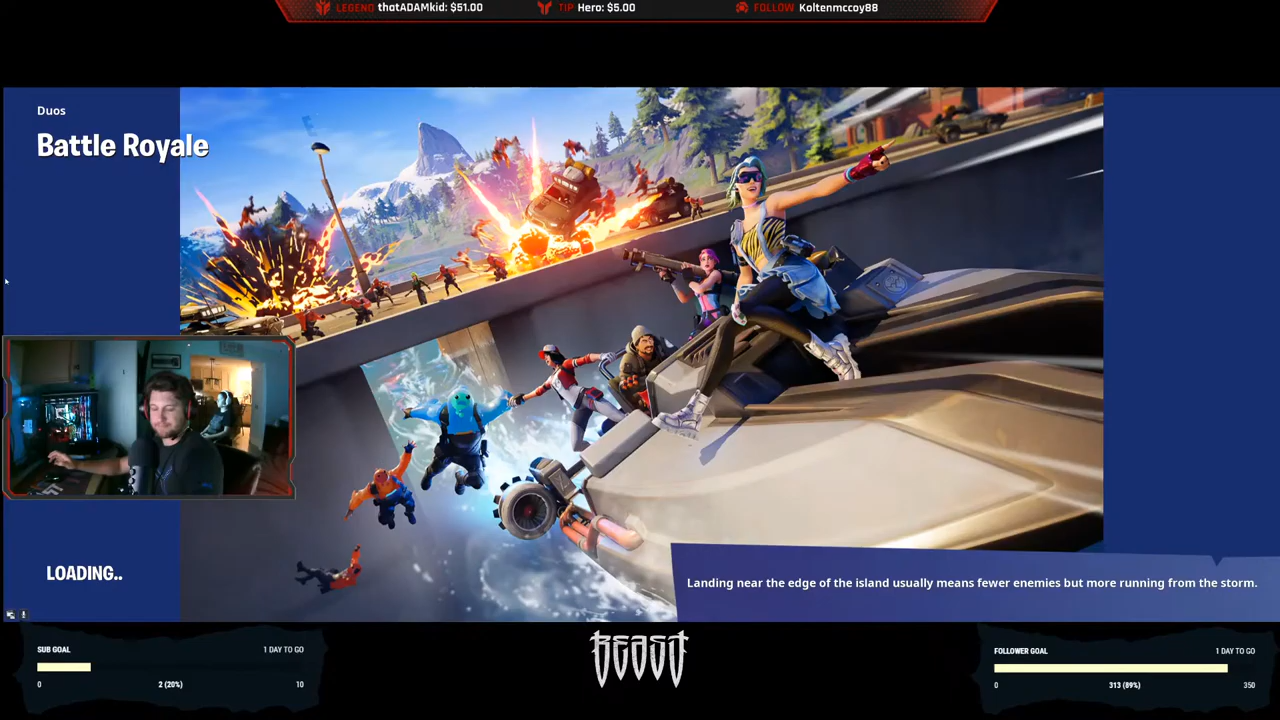 LEGEND thatADAMkid: $51.00 TIP Hero: $5.00 FOLLOW Koltenmccoy88
Duos
Battle Royale
LOADING..
Landing near the edge of the island usually means fewer enemies but more running from the storm.
SUB GOAL 1 DAY TO GO
0 2 (20%) 10
BEAST
FOLLOWER GOAL 1 DAY TO GO
0 313 (89%) 350